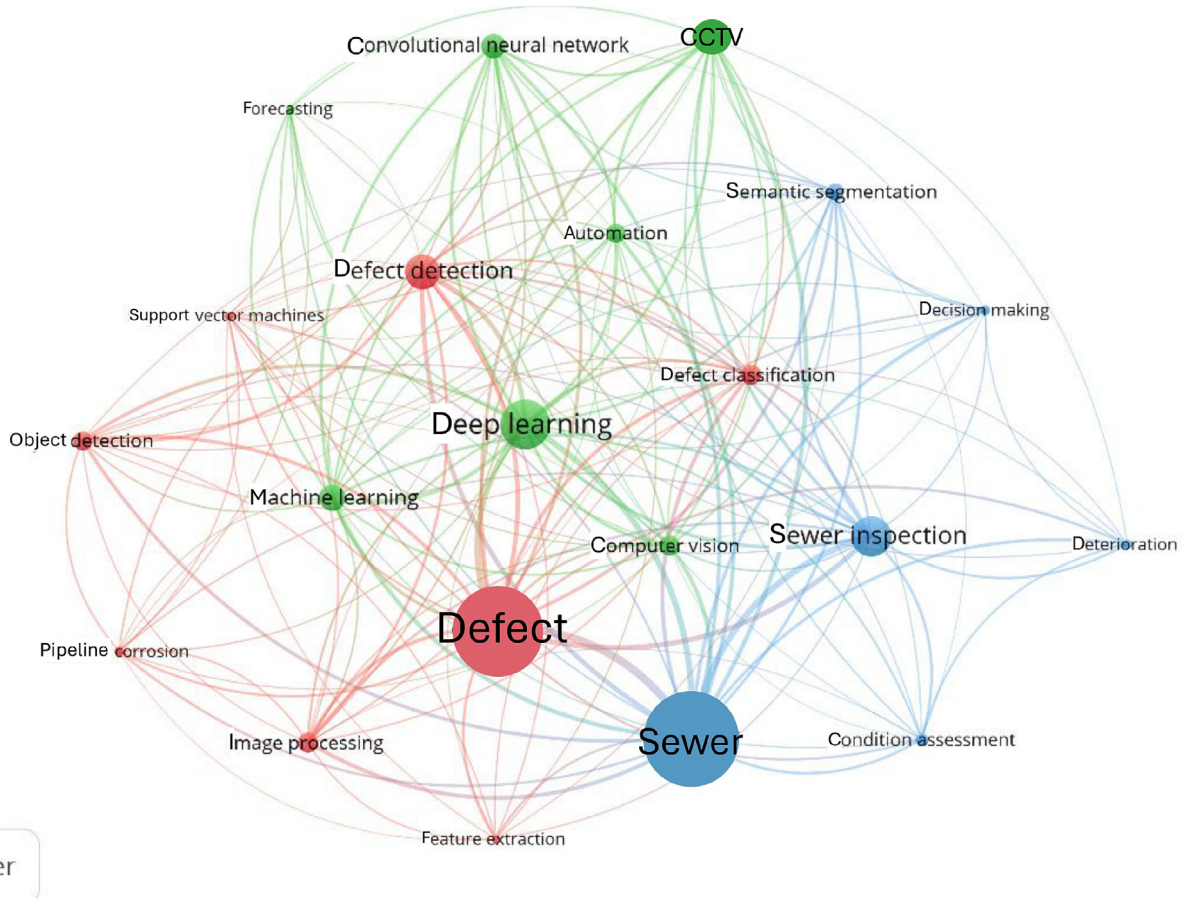 Convolutional neural network
CCTV
Forecasting
Semantic segmentation
Automation
Defect detection
Support vector machines
Decision making
Defect classification
Deep learning
Object detection
Machine learning
Sewer inspection
Computer vision
Deterioration
Defect
Pipeline corrosion
Sewer
Image processing
Condition assessment
Feature extraction
er